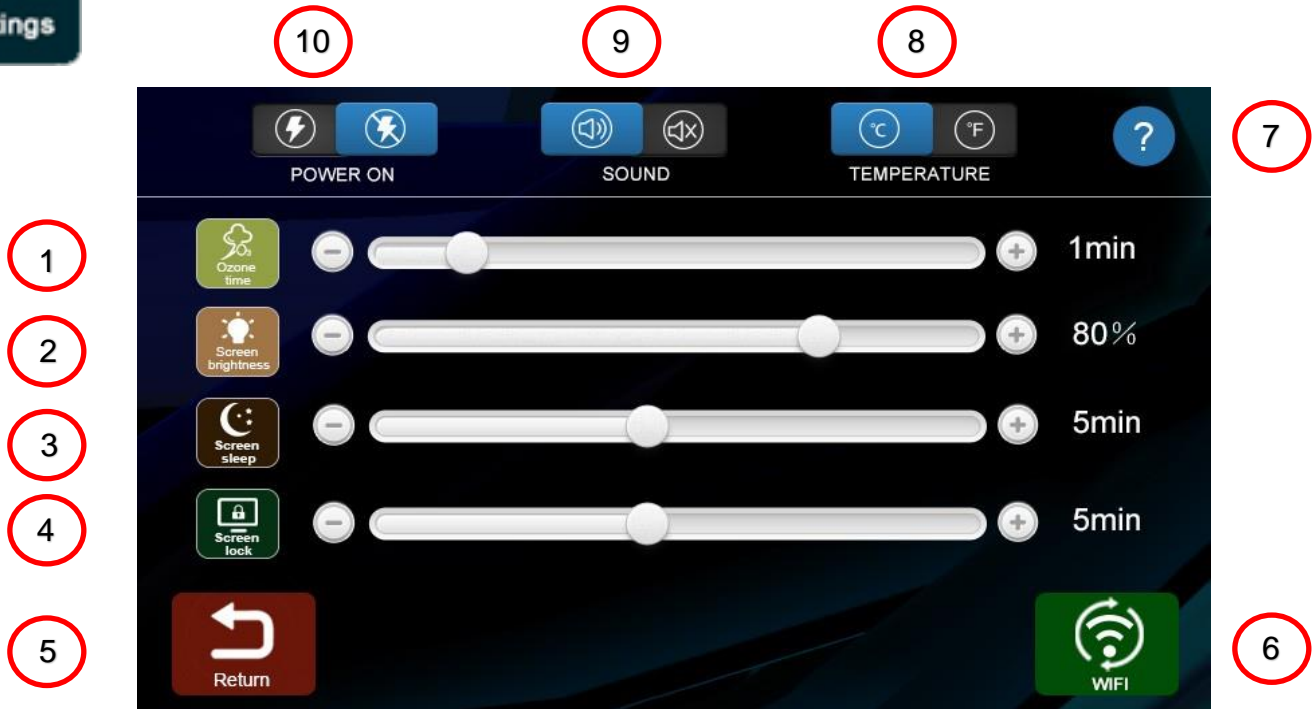 ings
10
9
8
7
POWER ON
SOUND
°C
°F
TEMPERATURE
?
1
O₃
Ozone
time
1min
2
Screen
brightness
80%
3
Screen
sleep
5min
4
Screen
lock
5min
5
Return
WIFI
6